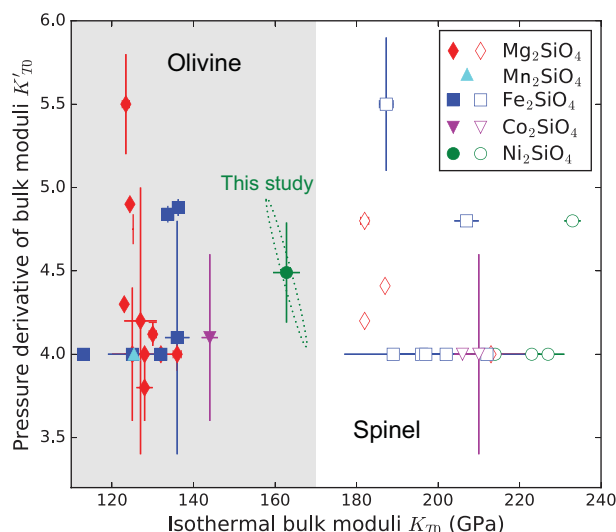 6.0
5.5
5.0
4.5
4.0
3.5
Pressure derivative of bulk moduli K′T0
Olivine
This study
Spinel
Mg₂SiO₄
Mn₂SiO₄
Fe₂SiO₄
Co₂SiO₄
Ni₂SiO₄
120 140 160 180 200 220 240
Isothermal bulk moduli KT0 (GPa)